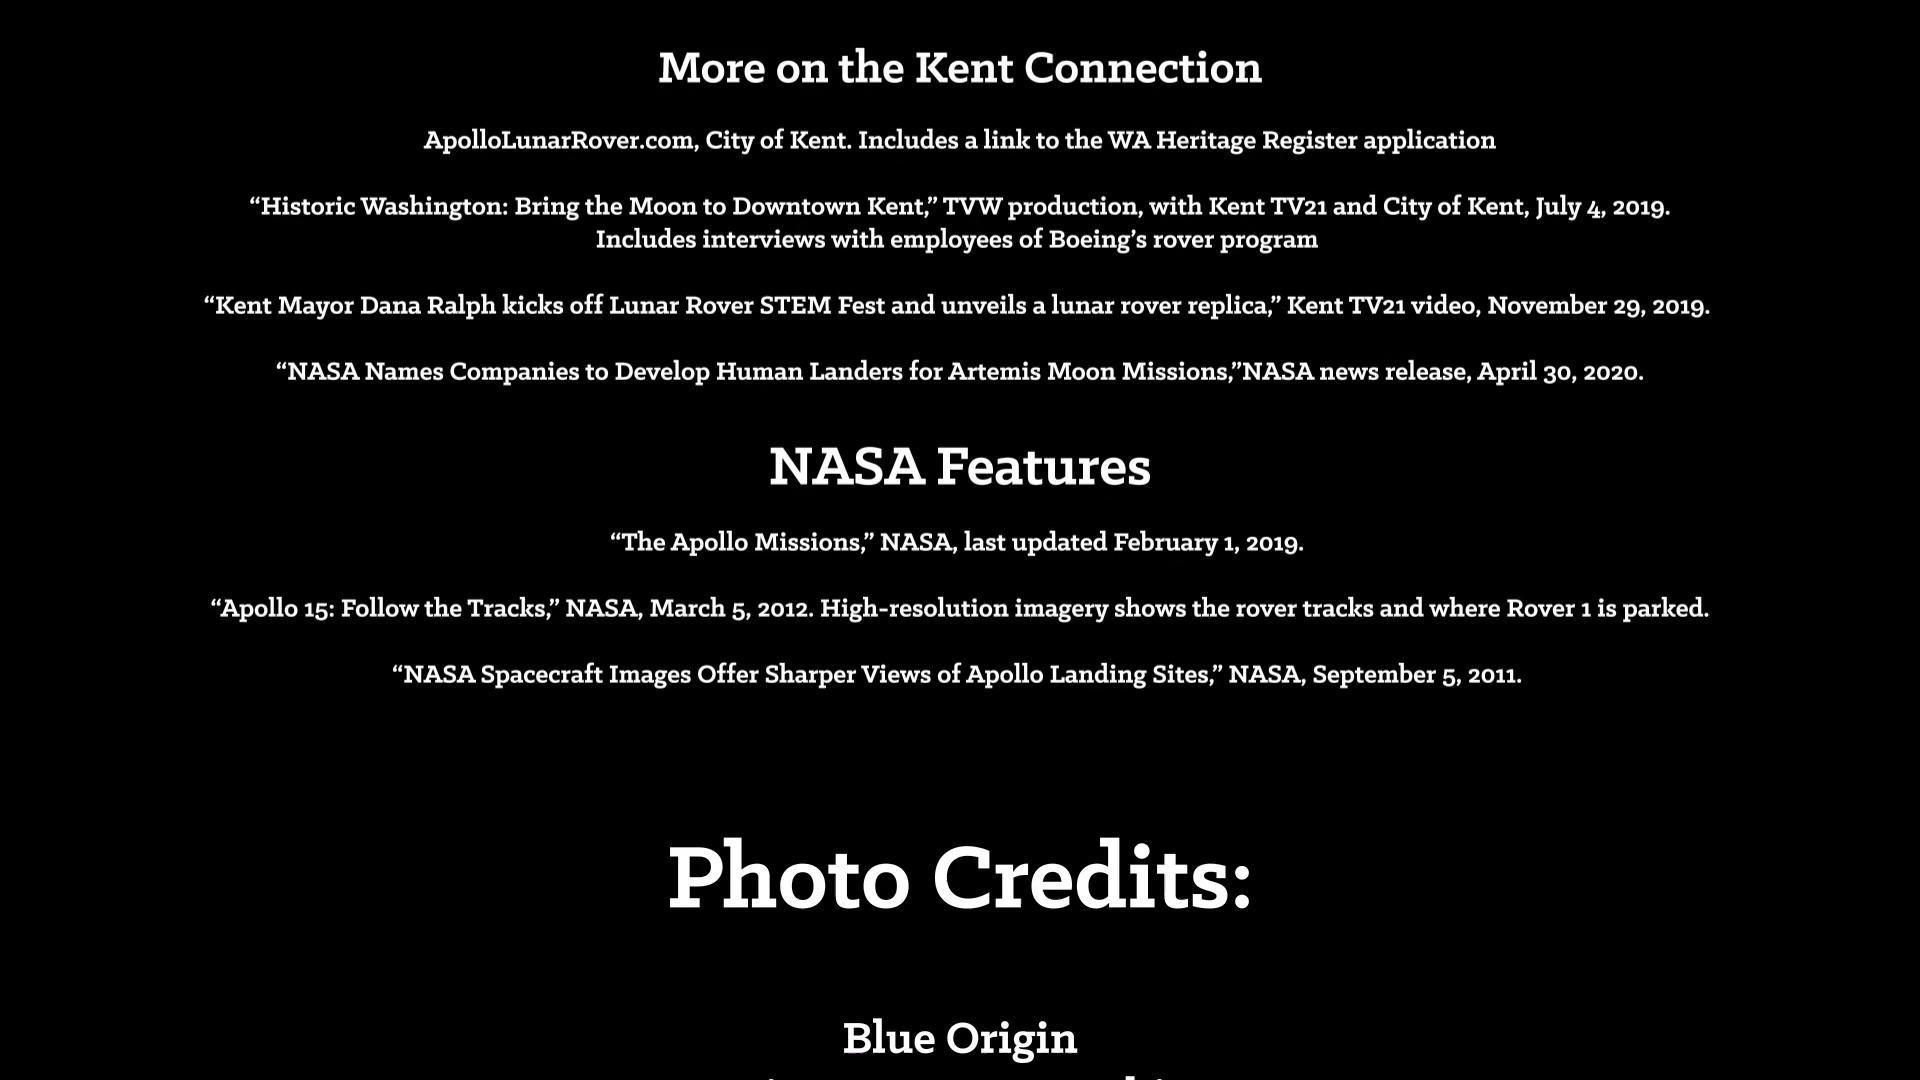 More on the Kent Connection
ApolloLunarRover.com, City of Kent. Includes a link to the WA Heritage Register application
“Historic Washington: Bring the Moon to Downtown Kent,” TVW production, with Kent TV21 and City of Kent, July 4, 2019.
Includes interviews with employees of Boeing’s rover program
“Kent Mayor Dana Ralph kicks off Lunar Rover STEM Fest and unveils a lunar rover replica,” Kent TV21 video, November 29, 2019.
“NASA Names Companies to Develop Human Landers for Artemis Moon Missions,”NASA news release, April 30, 2020.
NASA Features
“The Apollo Missions,” NASA, last updated February 1, 2019.
“Apollo 15: Follow the Tracks,” NASA, March 5, 2012. High-resolution imagery shows the rover tracks and where Rover 1 is parked.
“NASA Spacecraft Images Offer Sharper Views of Apollo Landing Sites,” NASA, September 5, 2011.
Photo Credits:
Blue Origin